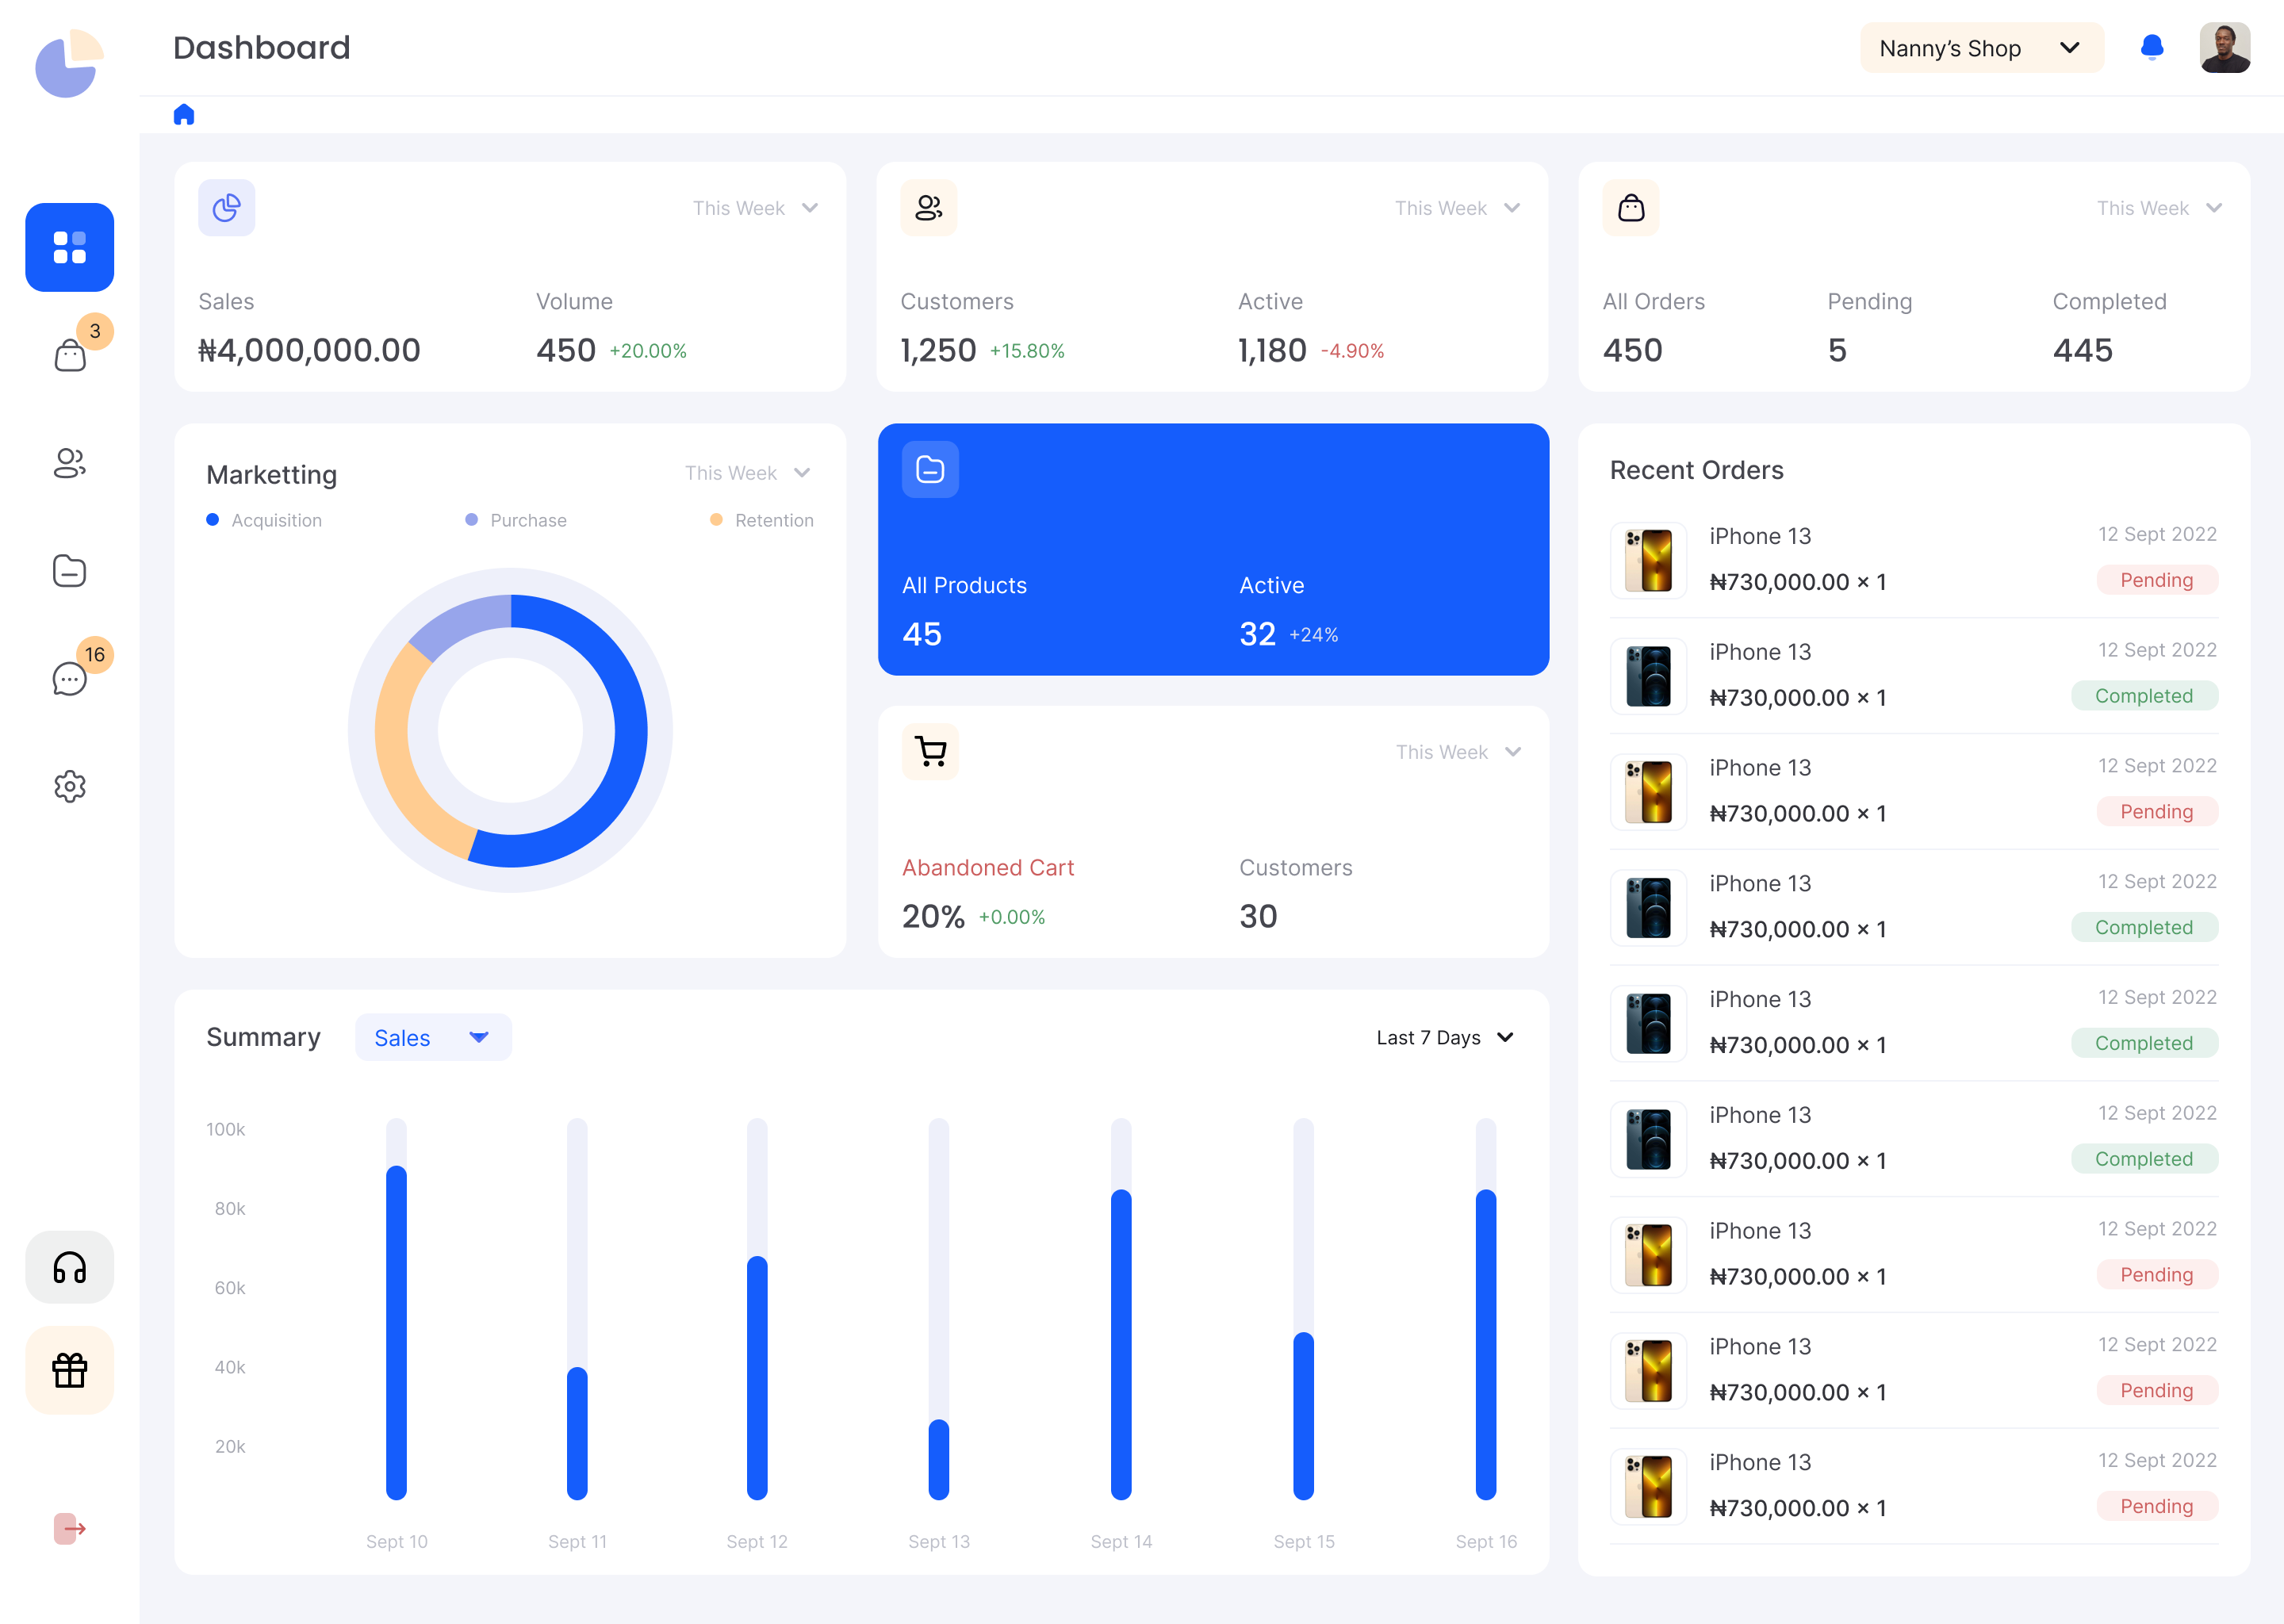 Dashboard
Nanny’s Shop
3
16
This Week
Sales
Volume
₦4,000,000.00
450 +20.00%
This Week
Customers
Active
1,250 +15.80%
1,180 -4.90%
This Week
All Orders
Pending
Completed
450
5
445
Marketting
This Week
Acquisition
Purchase
Retention
All Products
Active
45
32 +24%
This Week
Abandoned Cart
Customers
20% +0.00%
30
Summary
Sales
Last 7 Days
100k
80k
60k
40k
20k
Sept 10
Sept 11
Sept 12
Sept 13
Sept 14
Sept 15
Sept 16
Recent Orders
iPhone 13
12 Sept 2022
₦730,000.00 × 1
Pending
iPhone 13
12 Sept 2022
₦730,000.00 × 1
Completed
iPhone 13
12 Sept 2022
₦730,000.00 × 1
Pending
iPhone 13
12 Sept 2022
₦730,000.00 × 1
Completed
iPhone 13
12 Sept 2022
₦730,000.00 × 1
Completed
iPhone 13
12 Sept 2022
₦730,000.00 × 1
Completed
iPhone 13
12 Sept 2022
₦730,000.00 × 1
Pending
iPhone 13
12 Sept 2022
₦730,000.00 × 1
Pending
iPhone 13
12 Sept 2022
₦730,000.00 × 1
Pending